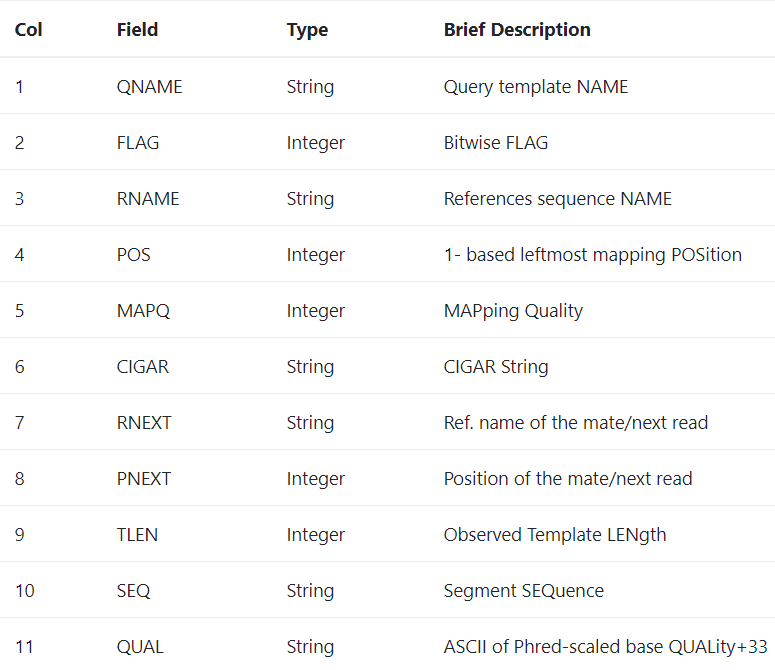 Col Field Type Brief Description
1 QNAME String Query template NAME
2 FLAG Integer Bitwise FLAG
3 RNAME String References sequence NAME
4 POS Integer 1- based leftmost mapping POSition
5 MAPQ Integer MAPping Quality
6 CIGAR String CIGAR String
7 RNEXT String Ref. name of the mate/next read
8 PNEXT Integer Position of the mate/next read
9 TLEN Integer Observed Template LENgth
10 SEQ String Segment SEQuence
11 QUAL String ASCII of Phred-scaled base QUALity+33